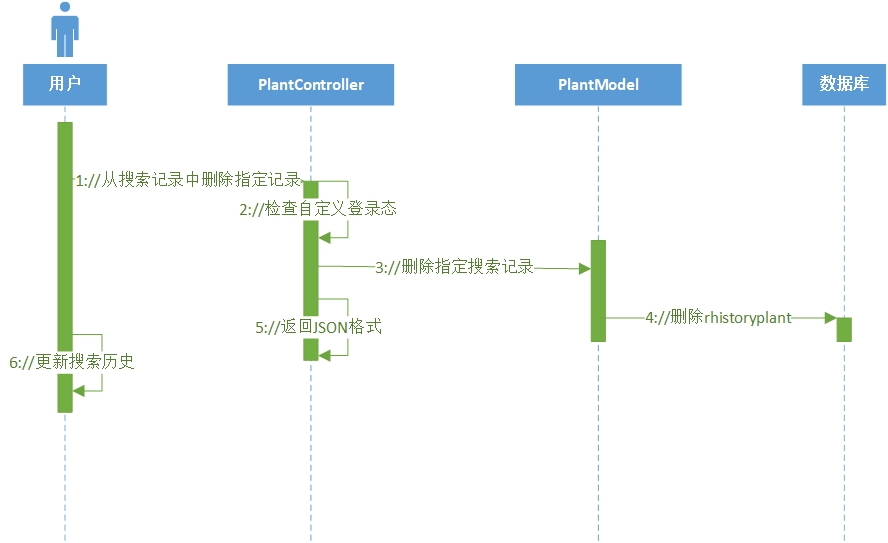 用户
PlantController
PlantModel
数据库
1://从搜索记录中删除指定记录
2://检查自定义登录态
3://删除指定搜索记录
4://删除rhistoryplant
5://返回JSON格式
6://更新搜索历史